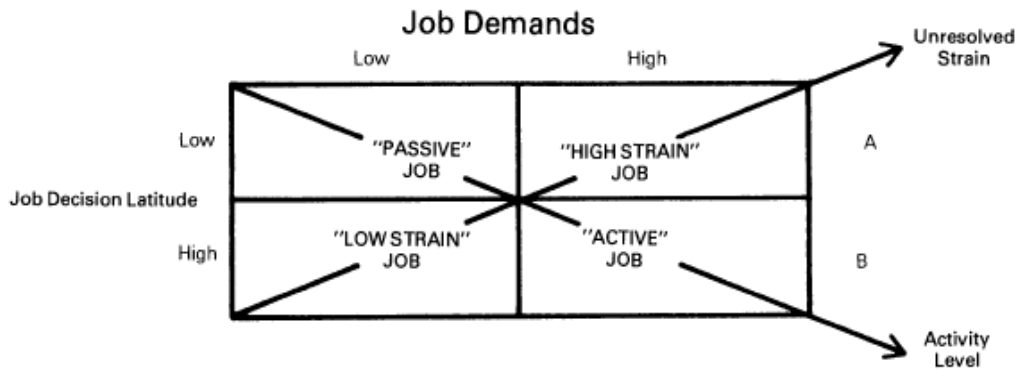 Job Demands
Low
High
Unresolved
Strain
Low
"PASSIVE"
JOB
"HIGH STRAIN"
JOB
A
Job Decision Latitude
High
"LOW STRAIN"
JOB
"ACTIVE"
JOB
B
Activity
Level